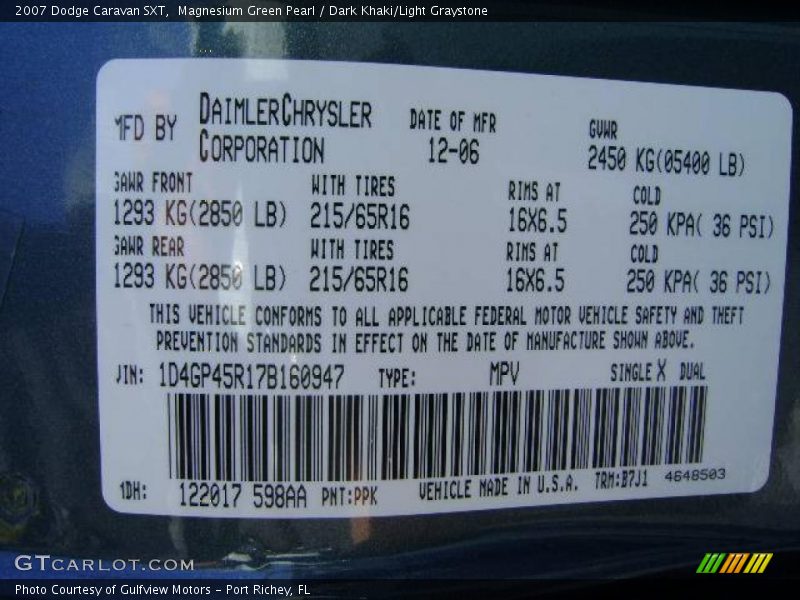 2007 Dodge Caravan SXT,  Magnesium Green Pearl / Dark Khaki/Light Graystone
MFD BY DAIMLERCHRYSLER CORPORATION
DATE OF MFR 12-06
GVWR 2450 KG(05400 LB)
GAWR FRONT WITH TIRES RIMS AT COLD
1293 KG(2850 LB) 215/65R16 16X6.5 250 KPA( 36 PSI)
GAWR REAR WITH TIRES RIMS AT COLD
1293 KG(2850 LB) 215/65R16 16X6.5 250 KPA( 36 PSI)
THIS VEHICLE CONFORMS TO ALL APPLICABLE FEDERAL MOTOR VEHICLE SAFETY AND THEFT
PREVENTION STANDARDS IN EFFECT ON THE DATE OF MANUFACTURE SHOWN ABOVE.
VIN: 1D4GP45R17B160947 TYPE: MPV SINGLE X DUAL
MDH: 122017 598AA PNT:PPK VEHICLE MADE IN U.S.A. TRM:B7J1 4648503
GTCARLOT.COM
Photo Courtesy of Gulfview Motors - Port Richey, FL